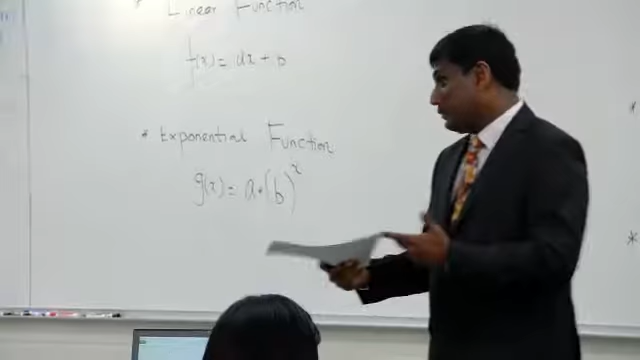 * Linear Function
f(x) = ax + b
* Exponential Function
g(x) = a•(b)^x
*
*